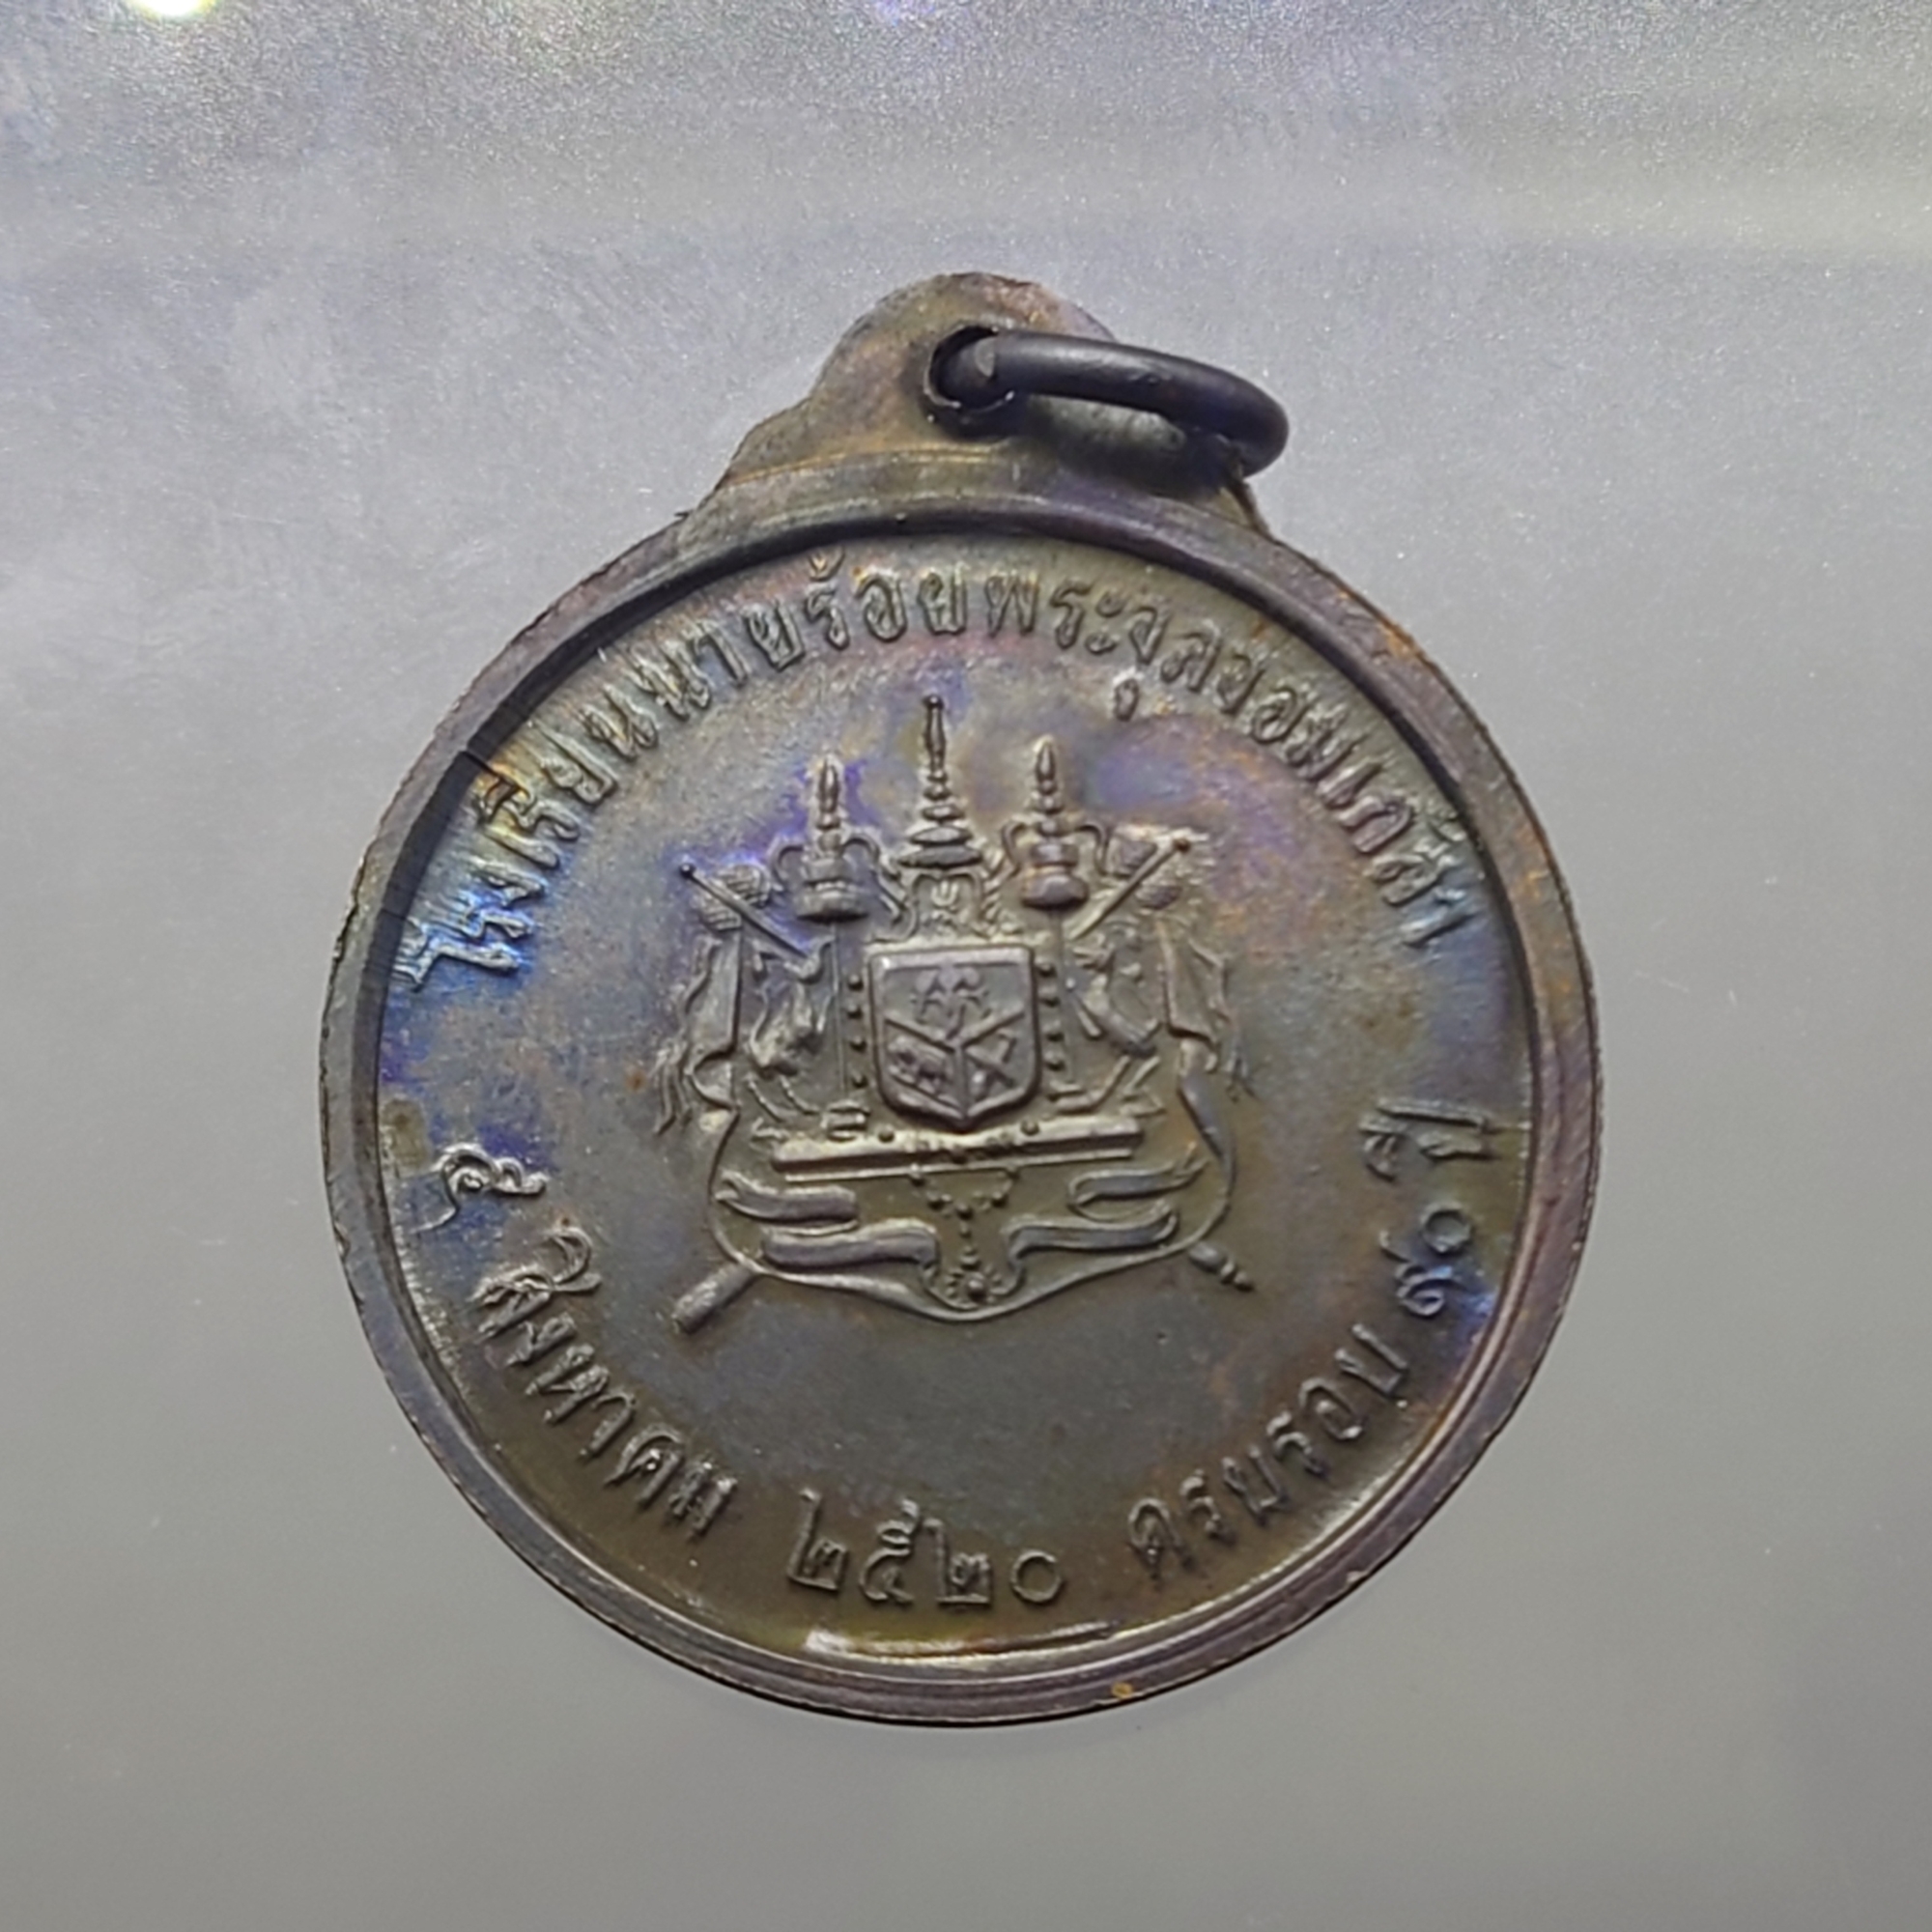 โรงเรียนนายร้อยพระจุลจอมเกล้า
๕ สิงหาคม ๒๕๒๐ ครบรอบ ๙๐ ปี